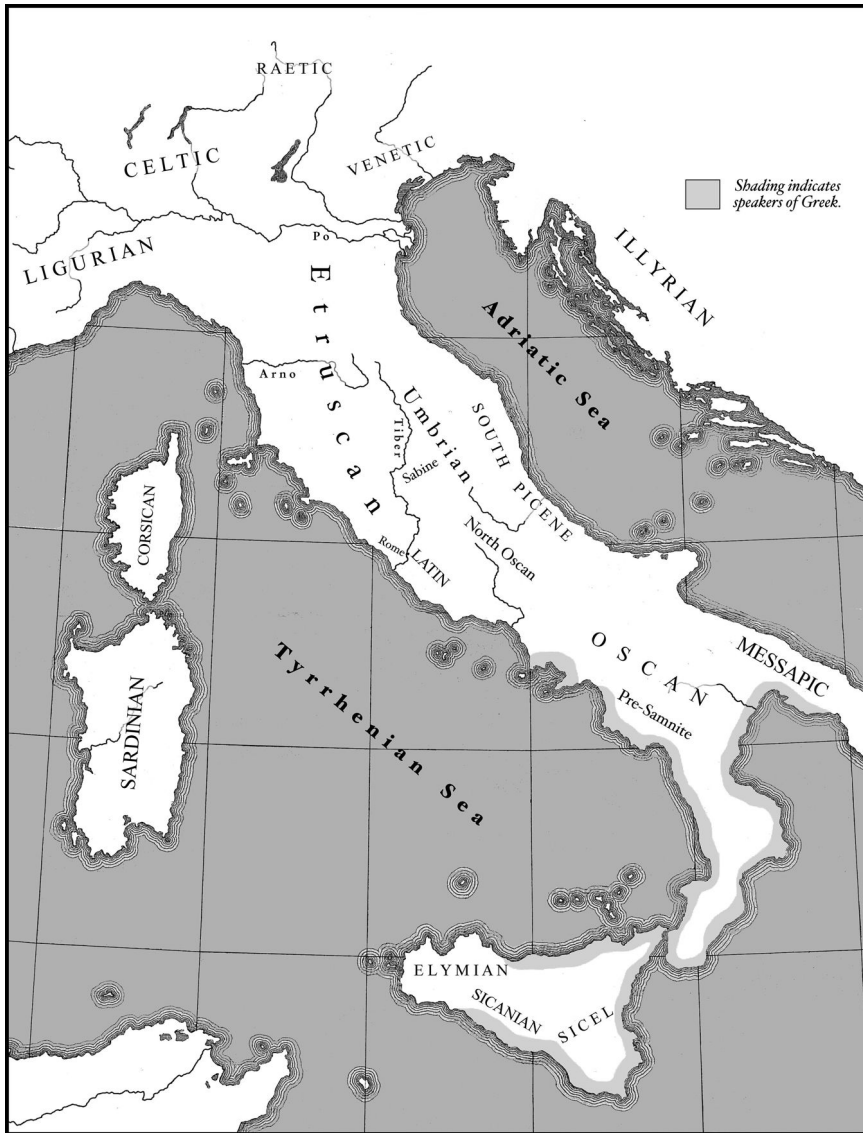 RAETIC
CELTIC
VENETIC
Shading indicates
speakers of Greek.
ILLYRIAN
Po
LIGURIAN
Etruscan
Adriatic Sea
Arno
Tiber
Umbrian
SOUTH PICENE
Sabine
CORSICAN
Rome
LATIN
North Oscan
OSCAN
MESSAPIC
Pre-Samnite
SARDINIAN
Tyrrhenian Sea
ELYMIAN
SICANIAN
SICEL